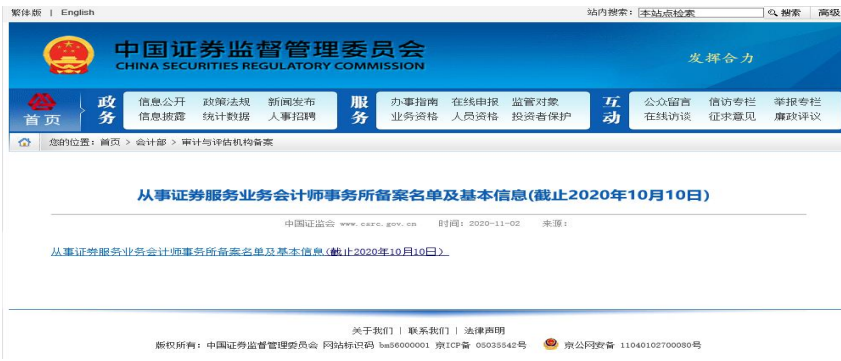 繁体版 | English 站内搜索: 本站点检索 搜索 高级
中国证券监督管理委员会
CHINA SECURITIES REGULATORY COMMISSION
发挥合力
首页 政务 信息公开 政策法规 新闻发布 服务 办事指南 在线申报 监管对象 互动 公众留言 信访专栏 举报专栏
信息披露 统计数据 人事招聘 业务资格 人员资格 投资者保护 在线访谈 征求意见 廉政评议
您的位置: 首页 > 会计部 > 审计与评估机构备案
从事证券服务业务会计师事务所备案名单及基本信息(截止2020年10月10日)
中国证监会 www.csrc.gov.cn 时间: 2020-11-02 来源:
从事证券服务业务会计师事务所备案名单及基本信息(截止2020年10月10日)
关于我们 | 联系我们 | 法律声明
版权所有: 中国证券监督管理委员会 网站标识码 bm56000001 京ICP备 05035542号 京公网安备 11040102700080号